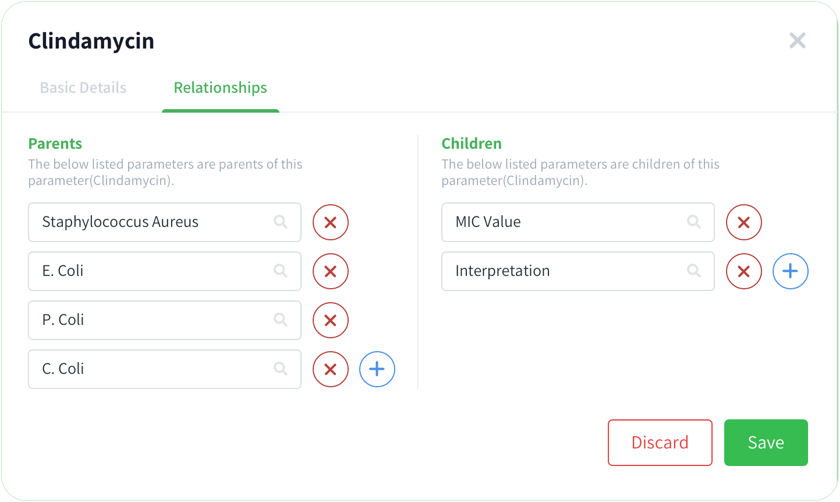 Clindamycin
Basic Details
Relationships
Parents
The below listed parameters are parents of this
parameter(Clindamycin).
Staphylococcus Aureus
E. Coli
P. Coli
C. Coli
Children
The below listed parameters are children of this
parameter(Clindamycin).
MIC Value
Interpretation
Discard
Save